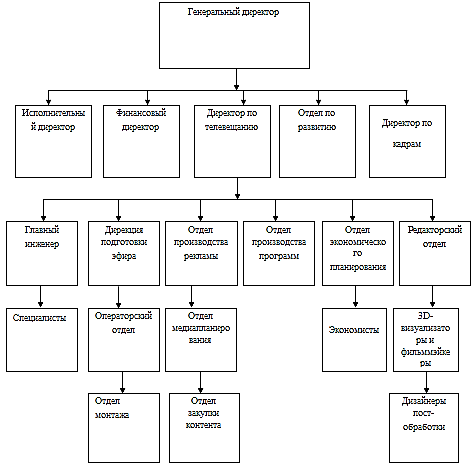 Генеральный директор
Исполнительны
й директор
Финансовый
директор
Директор по
телевещанию
Отдел по
развитию
Директор по
кадрам
Главный
инженер
Дирекция
подготовки
эфира
Отдел
производства
рекламы
Отдел
производства
программ
Отдел
экономическо
го
планирования
Редакторский
отдел
Специалисты
Операторский
отдел
Отдел
медиапланиро
вания
Экономисты
3D-
визуализато
ры и
фильммэйке
ры
Отдел
монтажа
Отдел
закупки
контента
Дизайнеры
пост-
обработки